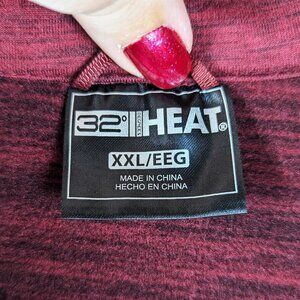 32° HEAT®
XXL/EEG
MADE IN CHINA
HECHO EN CHINA